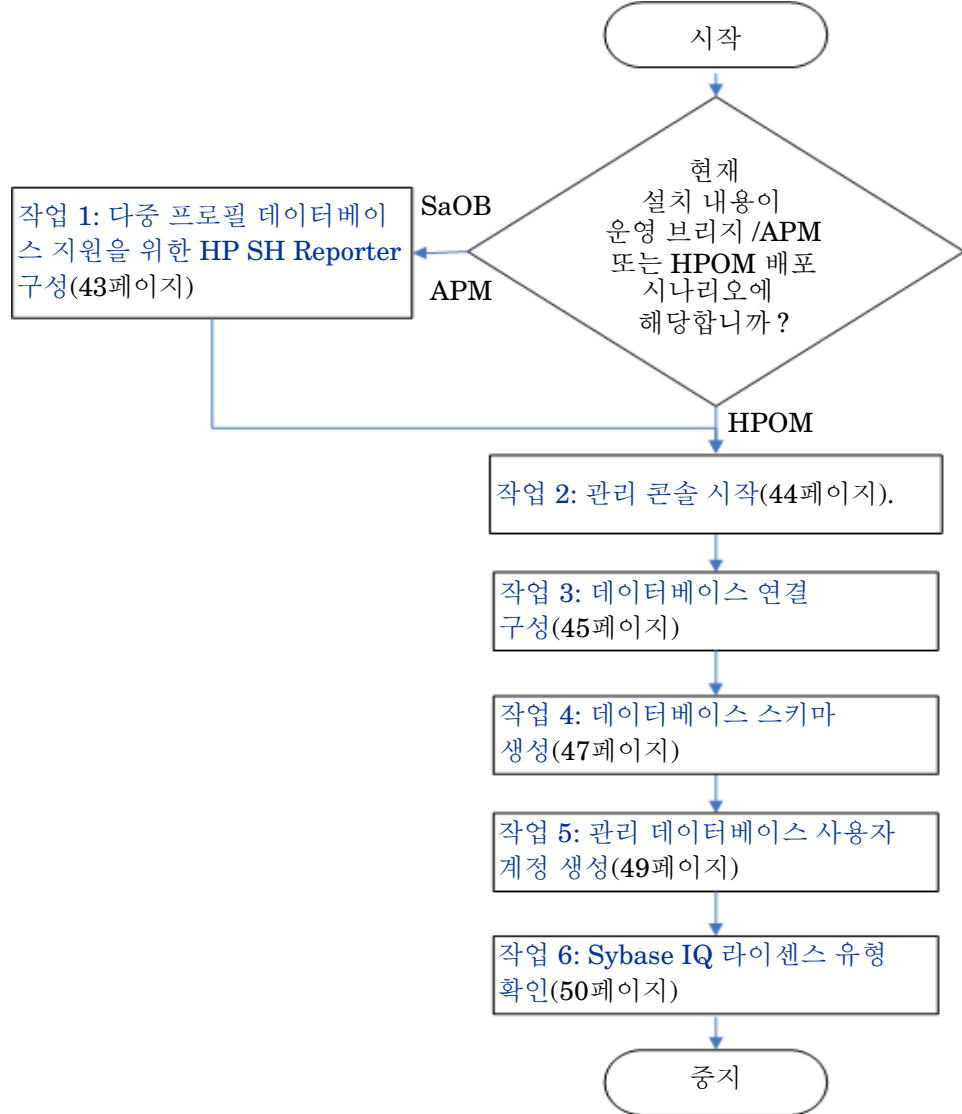 시작
현재
설치 내용이
운영 브리지 /APM
또는 HPOM 배포
시나리오에
해당합니까 ?
SaOB
APM
작업 1: 다중 프로필 데이터베이
스 지원을 위한 HP SH Reporter
구성(43페이지)
HPOM
작업 2: 관리 콘솔 시작(44페이지).
작업 3: 데이터베이스 연결
구성(45페이지)
작업 4: 데이터베이스 스키마
생성(47페이지)
작업 5: 관리 데이터베이스 사용자
계정 생성(49페이지)
작업 6: Sybase IQ 라이센스 유형
확인(50페이지)
중지